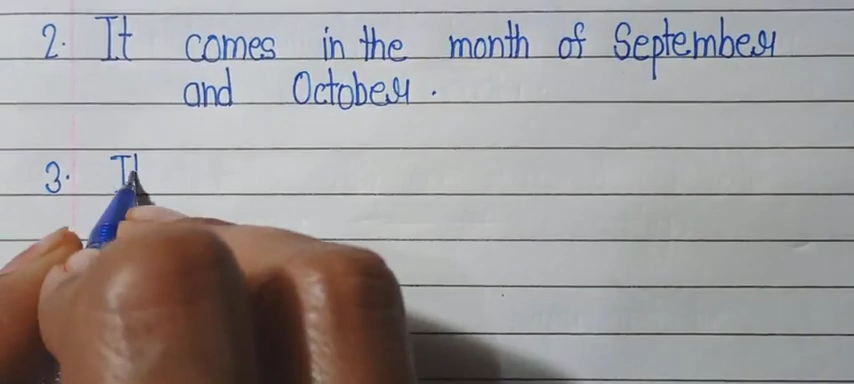 2. It comes in the month of September
and October.
3.